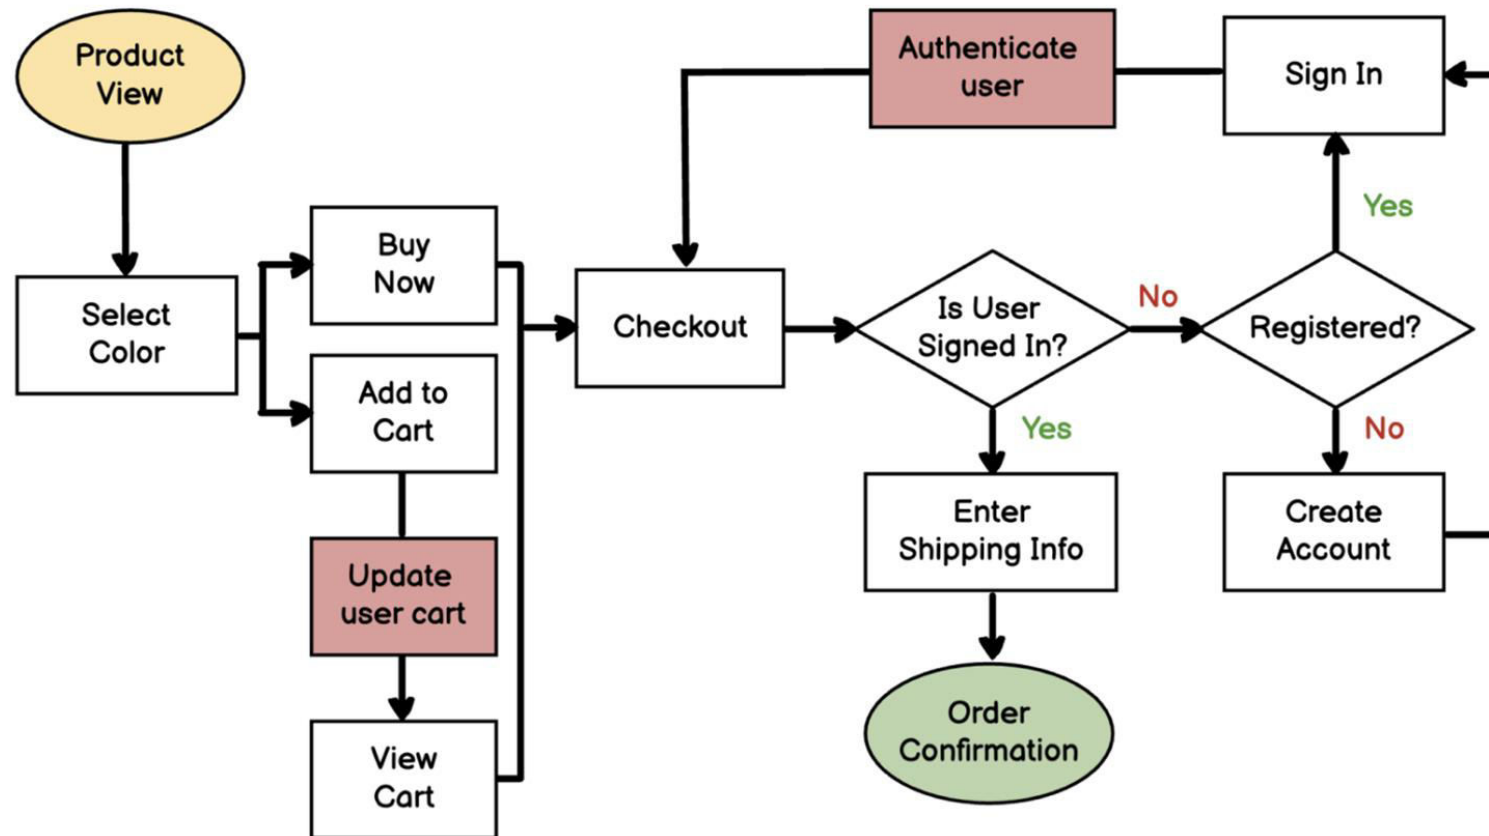 Product
View
Select
Color
Buy
Now
Add to
Cart
Update
user cart
View
Cart
Checkout
Authenticate
user
Sign In
Is User
Signed In?
No
Registered?
Yes
Yes
No
Enter
Shipping Info
Create
Account
Order
Confirmation